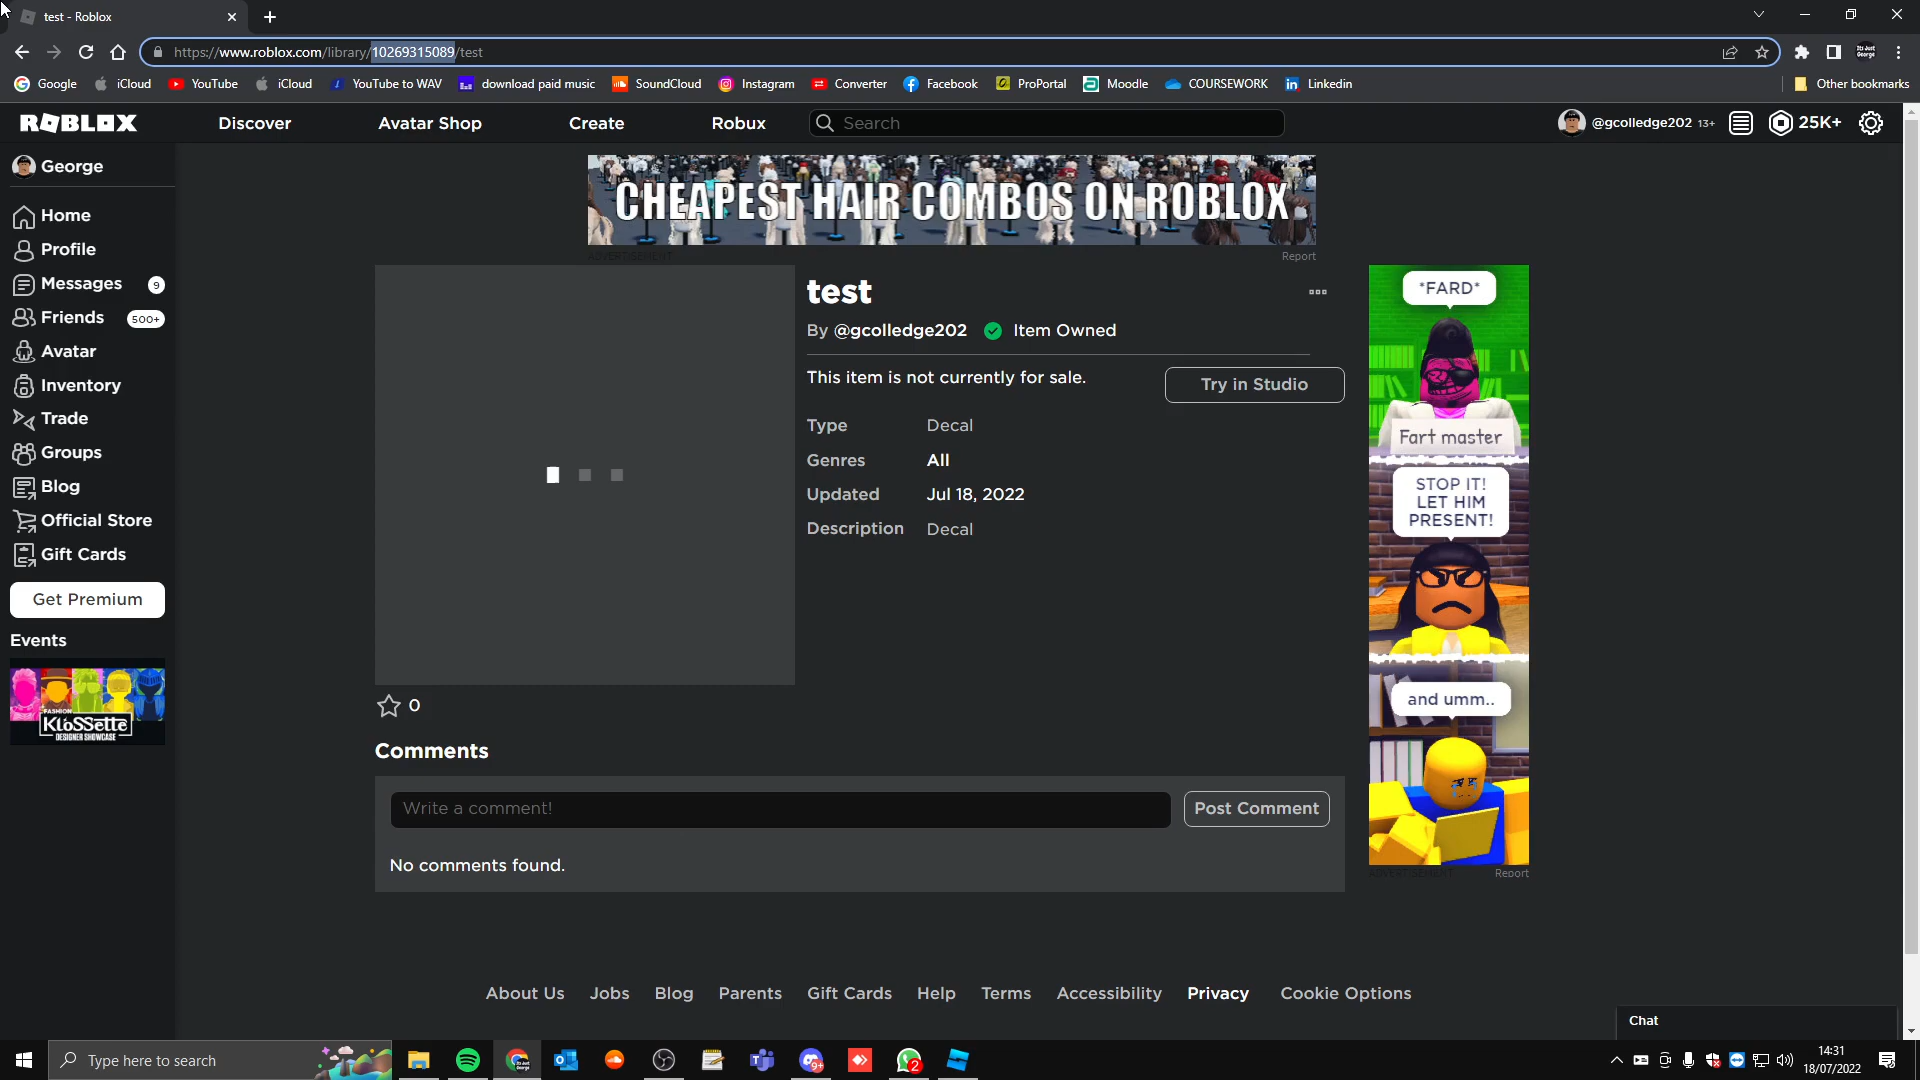 test - Roblox
https://www.roblox.com/library/10269315089/test
Google
iCloud
YouTube
iCloud
YouTube to WAV
download paid music
SoundCloud
Instagram
Converter
Facebook
ProPortal
Moodle
COURSEWORK
Linkedin
Other bookmarks
ROBLOX
Discover
Avatar Shop
Create
Robux
Search
@gcolledge202 13+
25K+
George
Home
Profile
Messages 9
Friends 500+
Avatar
Inventory
Trade
Groups
Blog
Official Store
Gift Cards
Get Premium
Events
FASHION
KLOSSETTE
DESIGNER SHOWCASE
CHEAPEST HAIR COMBOS ON ROBLOX
ADVERTISEMENT
Report
test
By @gcolledge202 Item Owned
This item is not currently for sale.
Try in Studio
Type Decal
Genres All
Updated Jul 18, 2022
Description Decal
0
Comments
Write a comment!
Post Comment
No comments found.
*FARD*
Fart master
STOP IT!
LET HIM
PRESENT!
and umm..
ADVERTISEMENT
Report
About Us
Jobs
Blog
Parents
Gift Cards
Help
Terms
Accessibility
Privacy
Cookie Options
Chat
Type here to search
9+
2
14:31
18/07/2022